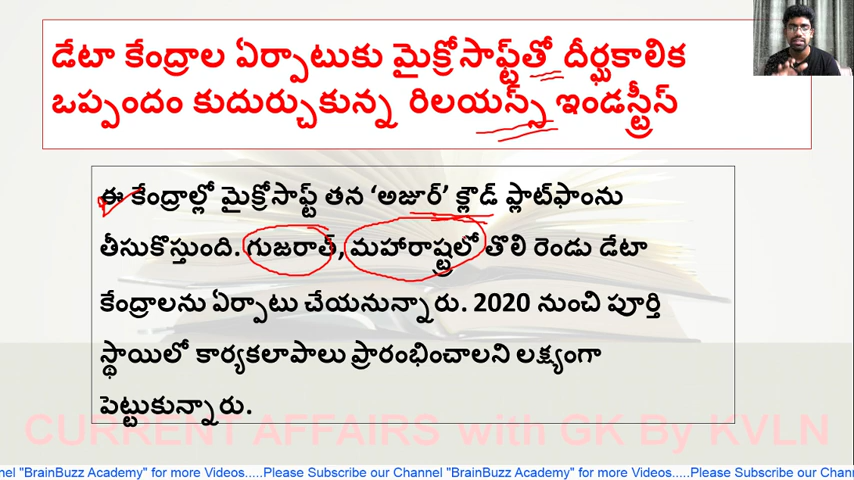 డేటా కేంద్రాల ఏర్పాటుకు మైక్రోసాఫ్ట్‌తో దీర్ఘకాలిక
ఒప్పందం కుదుర్చుకున్న రిలయన్స్ ఇండస్ట్రీస్
ఈ కేంద్రాల్లో మైక్రోసాఫ్ట్ తన ‘అజూర్’ క్లౌడ్ ప్లాట్‌ఫాంను
తీసుకొస్తుంది. గుజరాత్, మహారాష్ట్రలో తొలి రెండు డేటా
కేంద్రాలను ఏర్పాటు చేయనున్నారు. 2020 నుంచి పూర్తి
స్థాయిలో కార్యకలాపాలు ప్రారంభించాలని లక్ష్యంగా
పెట్టుకున్నారు.
CURRENT AFFAIRS with GK By KVLN
nel "BrainBuzz Academy" for more Videos.....Please Subscribe our Channel "BrainBuzz Academy" for more Videos.....Please Subscribe our Chann